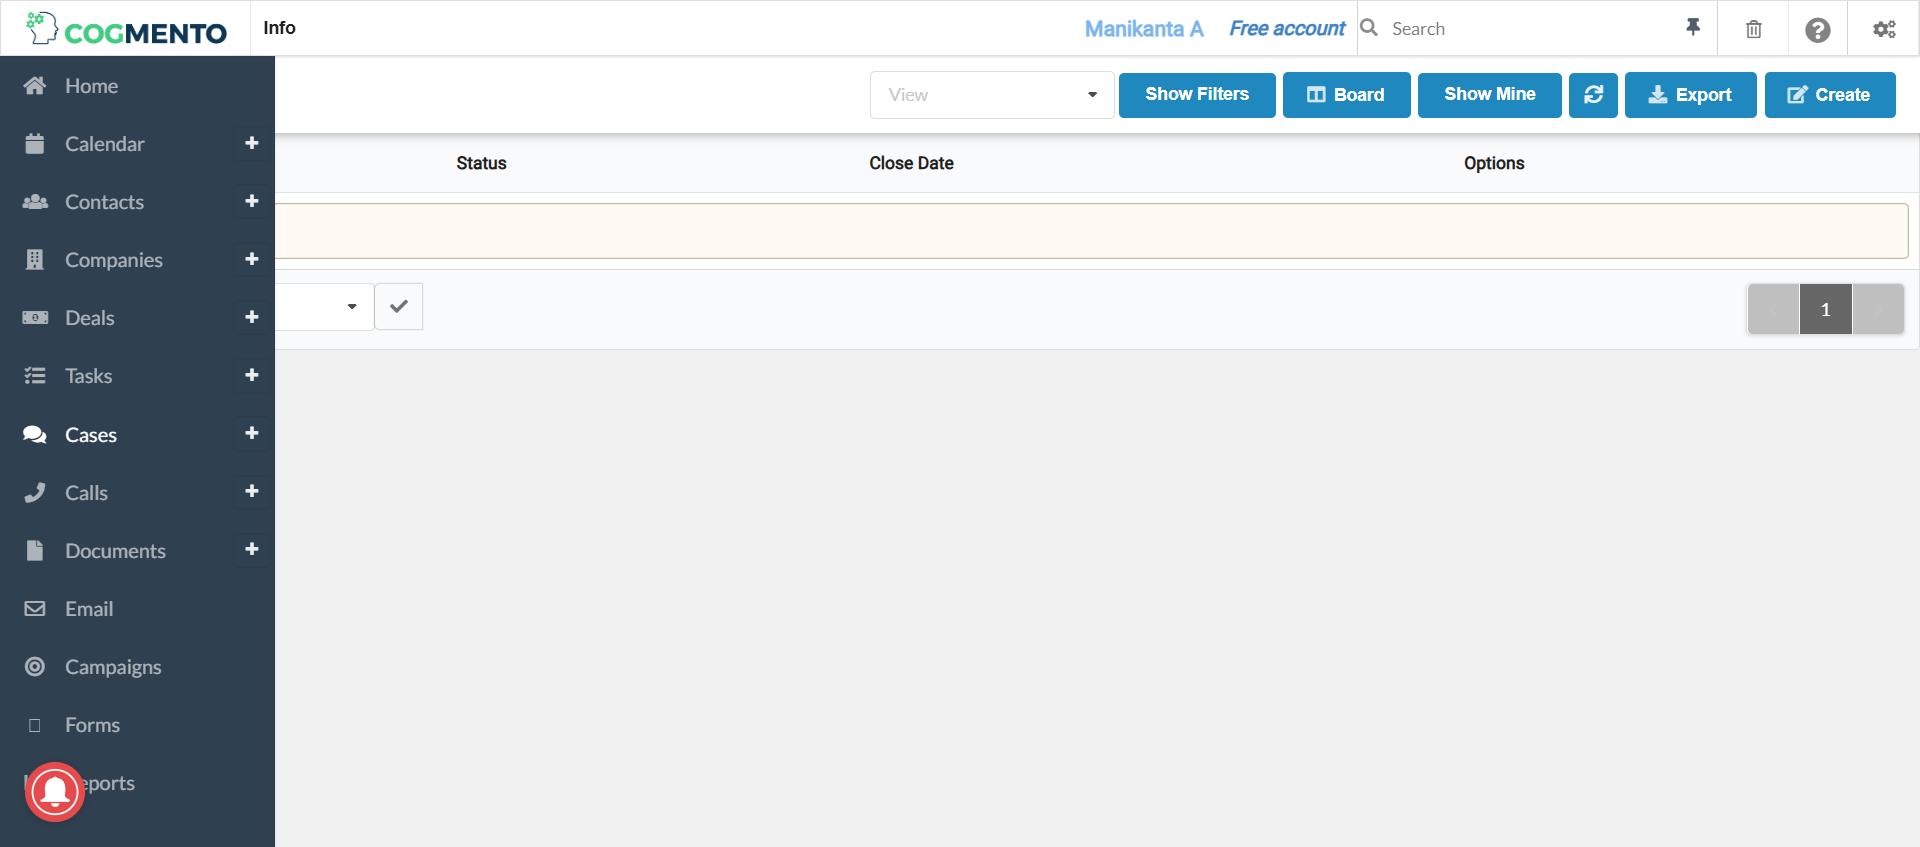 COGMENTO
Info
Manikanta A
Free account
Search
Home
Calendar
Contacts
Companies
Deals
Tasks
Cases
Calls
Documents
Email
Campaigns
Forms
eports
View
Show Filters
Board
Show Mine
Export
Create
Status
Close Date
Options
1